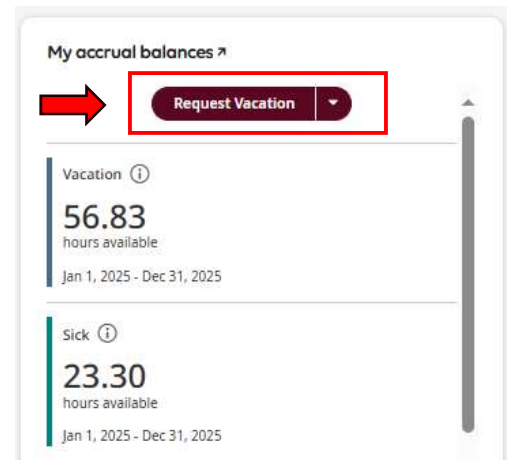 My accrual balances ↗
Request Vacation
Vacation ⓘ
56.83
hours available
Jan 1, 2025 - Dec 31, 2025
Sick ⓘ
23.30
hours available
Jan 1, 2025 - Dec 31, 2025